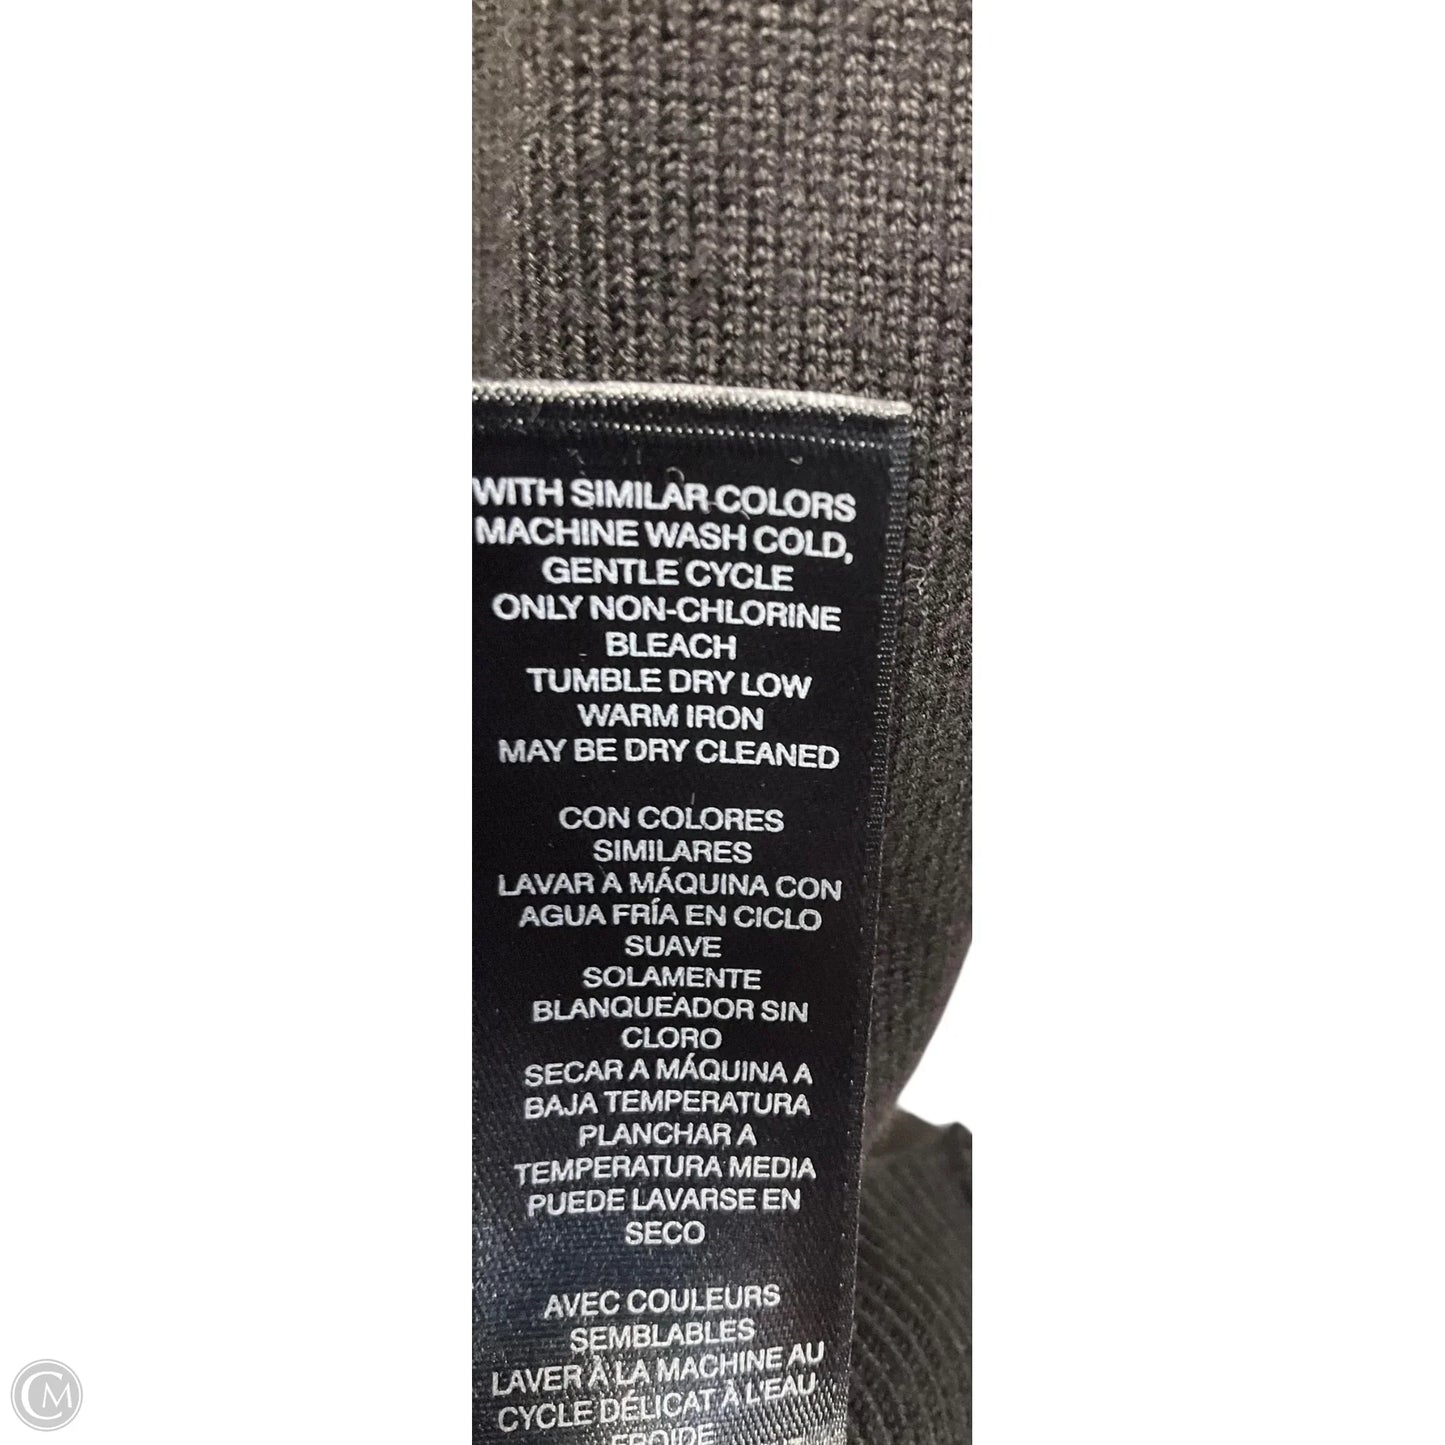 WITH SIMILAR COLORS
MACHINE WASH COLD,
GENTLE CYCLE
ONLY NON-CHLORINE
BLEACH
TUMBLE DRY LOW
WARM IRON
MAY BE DRY CLEANED
CON COLORES
SIMILARES
LAVAR A MÁQUINA CON
AGUA FRÍA EN CICLO
SUAVE
SOLAMENTE
BLANQUEADOR SIN
CLORO
SECAR A MÁQUINA A
BAJA TEMPERATURA
PLANCHAR A
TEMPERATURA MEDIA
PUEDE LAVARSE EN
SECO
AVEC COULEURS
SEMBLABLES
LAVER À LA MACHINE AU
CYCLE DÉLICAT À L'EAU
FROIDE
CM